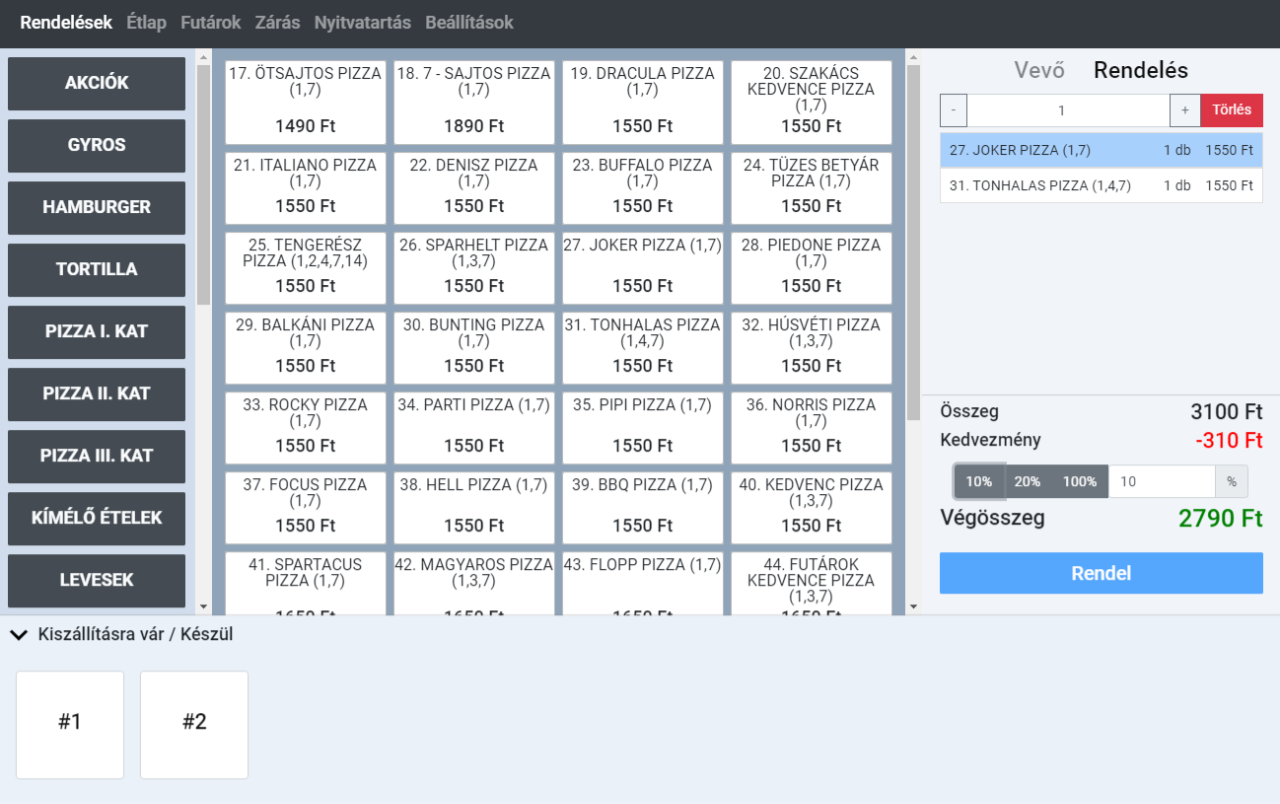 Rendelések Étlap Futárok Zárás Nyitvatartás Beállítások
AKCIÓK
GYROS
HAMBURGER
TORTILLA
PIZZA I. KAT
PIZZA II. KAT
PIZZA III. KAT
KÍMÉLŐ ÉTELEK
LEVESEK
17. ÖTSAJTOS PIZZA
(1,7)
1490 Ft
18. 7 - SAJTOS PIZZA
(1,7)
1890 Ft
19. DRACULA PIZZA
(1,7)
1550 Ft
20. SZAKÁCS
KEDVENCE PIZZA
(1,7)
1550 Ft
21. ITALIANO PIZZA
(1,7)
1550 Ft
22. DENISZ PIZZA
(1,7)
1550 Ft
23. BUFFALO PIZZA
(1,7)
1550 Ft
24. TÜZES BETYÁR
PIZZA (1,7)
1550 Ft
25. TENGERÉSZ
PIZZA (1,2,4,7,14)
1550 Ft
26. SPARHELT PIZZA
(1,3,7)
1550 Ft
27. JOKER PIZZA (1,7)
1550 Ft
28. PIEDONE PIZZA
(1,7)
1550 Ft
29. BALKÁNI PIZZA
(1,7)
1550 Ft
30. BUNTING PIZZA
(1,7)
1550 Ft
31. TONHALAS PIZZA
(1,4,7)
1550 Ft
32. HÚSVÉTI PIZZA
(1,3,7)
1550 Ft
33. ROCKY PIZZA
(1,7)
1550 Ft
34. PARTI PIZZA (1,7)
1550 Ft
35. PIPI PIZZA (1,7)
1550 Ft
36. NORRIS PIZZA
(1,7)
1550 Ft
37. FOCUS PIZZA
(1,7)
1550 Ft
38. HELL PIZZA (1,7)
1550 Ft
39. BBQ PIZZA (1,7)
1550 Ft
40. KEDVENC PIZZA
(1,3,7)
1550 Ft
41. SPARTACUS
PIZZA (1,7)
1650 Ft
42. MAGYAROS PIZZA
(1,3,7)
1650 Ft
43. FLOPP PIZZA (1,7)
1650 Ft
44. FUTÁROK
KEDVENCE PIZZA
(1,3,7)
1650 Ft
Vevő Rendelés
- 1 + Törlés
27. JOKER PIZZA (1,7) 1 db 1550 Ft
31. TONHALAS PIZZA (1,4,7) 1 db 1550 Ft
Összeg 3100 Ft
Kedvezmény -310 Ft
10% 20% 100% 10 %
Végösszeg 2790 Ft
Rendel
Kiszállításra vár / Készül
#1
#2